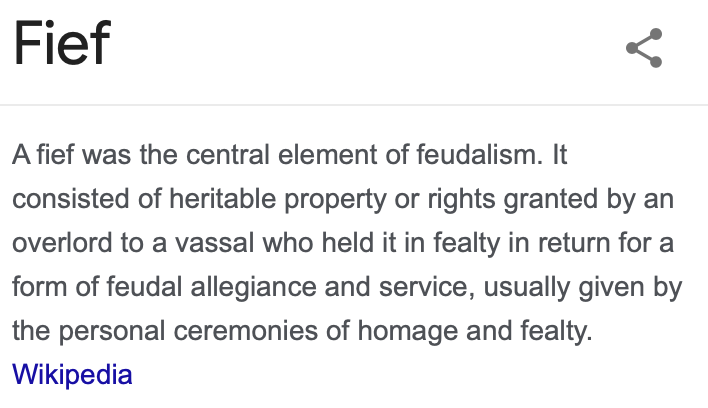 Fief
A fief was the central element of feudalism. It
consisted of heritable property or rights granted by an
overlord to a vassal who held it in fealty in return for a
form of feudal allegiance and service, usually given by
the personal ceremonies of homage and fealty.
Wikipedia